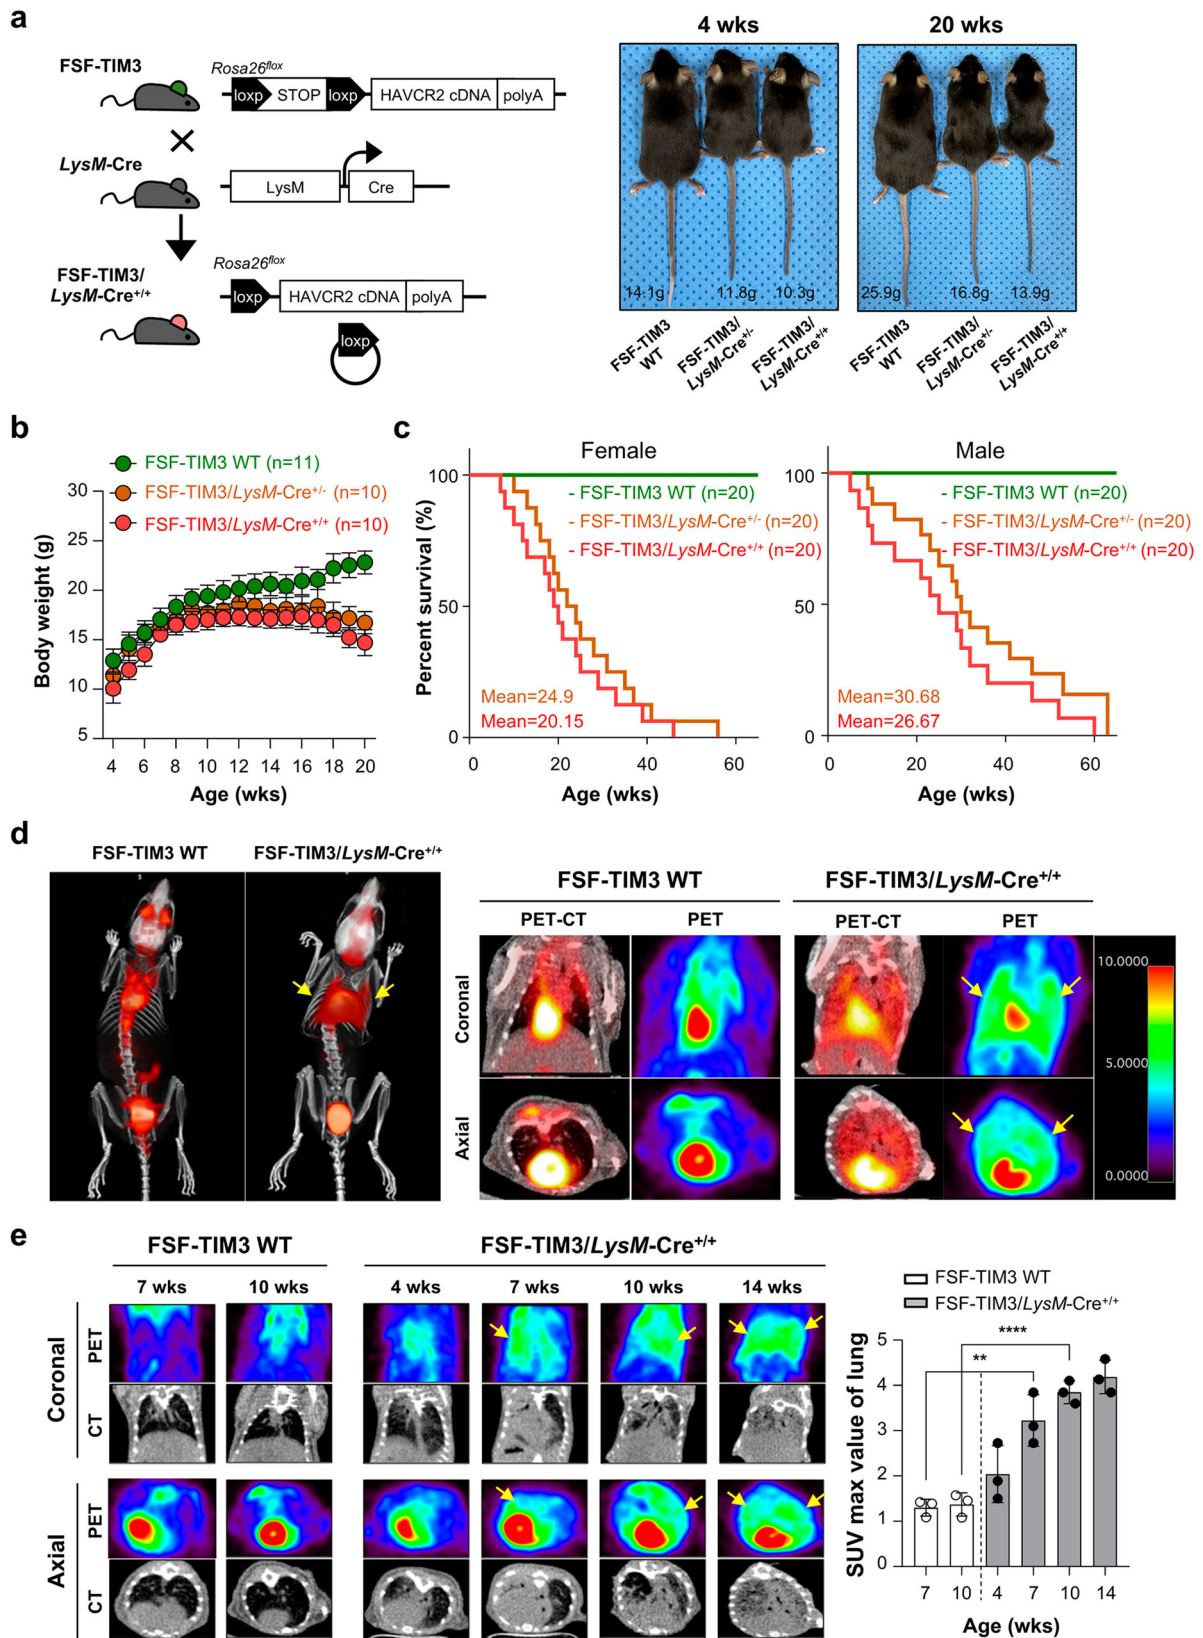 a
FSF-TIM3
Rosa26flox
loxp STOP loxp HAVCR2 cDNA polyA
LysM-Cre
LysM Cre
FSF-TIM3/
LysM-Cre+/+
Rosa26flox
loxp HAVCR2 cDNA polyA
loxp
4 wks
20 wks
14.1g 11.8g 10.3g
25.9g 16.8g 13.9g
FSF-TIM3
WT
FSF-TIM3/
LysM-Cre+/-
FSF-TIM3/
LysM-Cre+/+
FSF-TIM3
WT
FSF-TIM3/
LysM-Cre+/-
FSF-TIM3/
LysM-Cre+/+
b
FSF-TIM3 WT (n=11)
FSF-TIM3/LysM-Cre+/- (n=10)
FSF-TIM3/LysM-Cre+/+ (n=10)
Body weight (g)
30
25
20
15
10
5
4 6 8 10 12 14 16 18 20
Age (wks)
c
Female
Percent survival (%)
100
50
0
- FSF-TIM3 WT (n=20)
- FSF-TIM3/LysM-Cre+/- (n=20)
- FSF-TIM3/LysM-Cre+/+ (n=20)
Mean=24.9
Mean=20.15
0 20 40 60
Age (wks)
Male
100
50
0
- FSF-TIM3 WT (n=20)
- FSF-TIM3/LysM-Cre+/- (n=20)
- FSF-TIM3/LysM-Cre+/+ (n=20)
Mean=30.68
Mean=26.67
0 20 40 60
Age (wks)
d
FSF-TIM3 WT
FSF-TIM3/LysM-Cre+/+
FSF-TIM3 WT
FSF-TIM3/LysM-Cre+/+
PET-CT PET PET-CT PET
Coronal
Axial
10.0000
5.0000
0.0000
e
FSF-TIM3 WT
FSF-TIM3/LysM-Cre+/+
7 wks 10 wks 4 wks 7 wks 10 wks 14 wks
Coronal
PET
CT
Axial
PET
CT
FSF-TIM3 WT
FSF-TIM3/LysM-Cre+/+
SUV max value of lung
5
4
3
2
1
0
****
**
7 10 4 7 10 14
Age (wks)